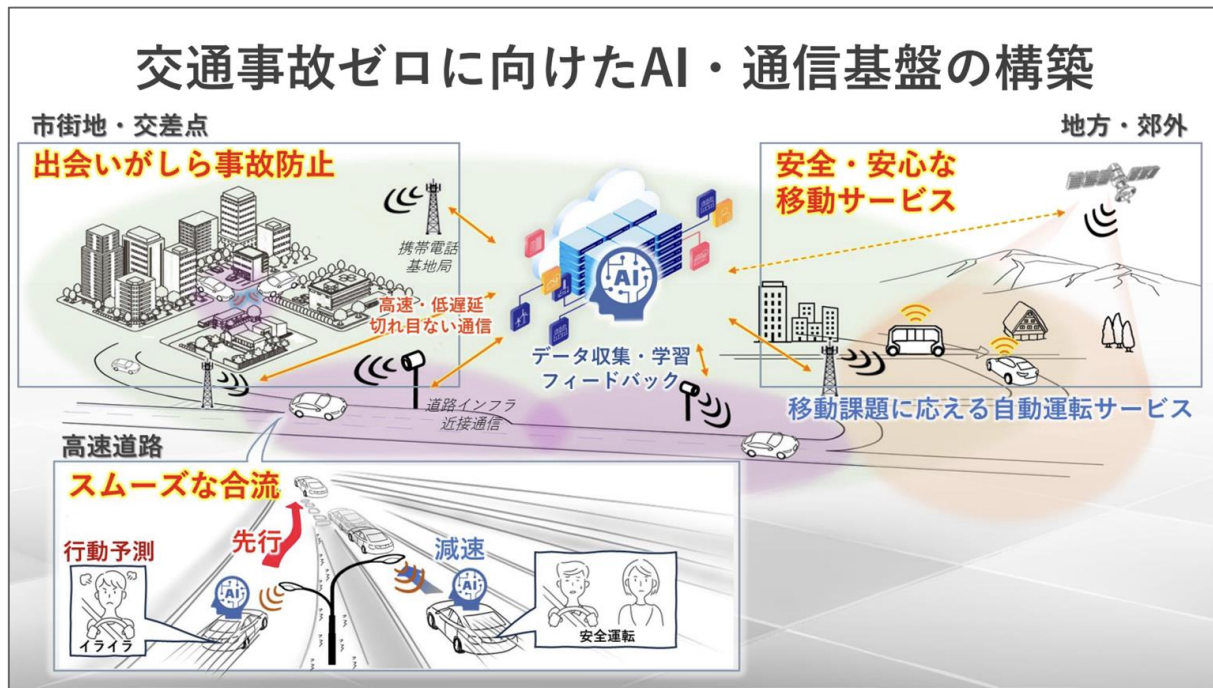 交通事故ゼロに向けたAI・通信基盤の構築
市街地・交差点
出会いがしら事故防止
携帯電話
基地局
高速・低遅延
切れ目ない通信
道路インフラ
近接通信
AI
データ収集・学習
フィードバック
地方・郊外
安全・安心な
移動サービス
移動課題に応える自動運転サービス
高速道路
スムーズな合流
行動予測
イライラ
AI
先行
減速
AI
安全運転